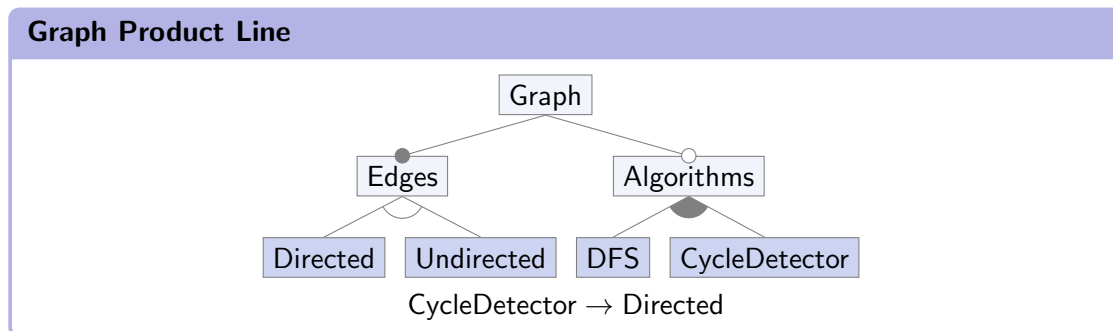 Graph Product Line
Graph
Edges Algorithms
Directed Undirected DFS CycleDetector
CycleDetector → Directed